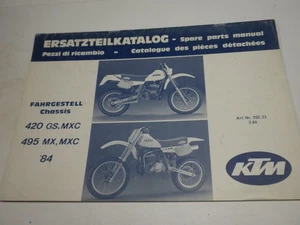 ERSATZTEILKATALOG - Spare parts manual
Pezzi di ricambio - Catalogue des pièces détachées
FAHRGESTELL
Chassis
420 GS, MXC
495 MX, MXC
'84
KTM